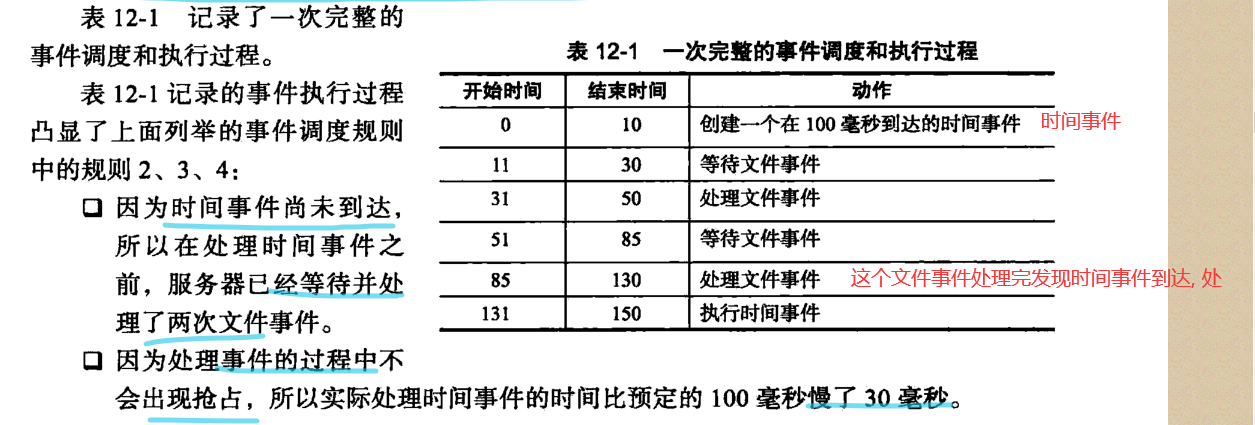 表 12-1 记录了一次完整的
事件调度和执行过程。
表 12-1 记录的事件执行过程
凸显了上面列举的事件调度规则
中的规则 2、3、4：
❑ 因为时间事件尚未到达，
所以在处理时间事件之
前，服务器已经等待并处
理了两次文件事件。
❑ 因为处理事件的过程中不
会出现抢占，所以实际处理时间事件的时间比预定的 100 毫秒慢了 30 毫秒。
表 12-1 一次完整的事件调度和执行过程
开始时间 结束时间 动作
0 10 创建一个在 100 毫秒到达的时间事件 时间事件
11 30 等待文件事件
31 50 处理文件事件
51 85 等待文件事件
85 130 处理文件事件 这个文件事件处理完发现时间事件到达, 处
131 150 执行时间事件